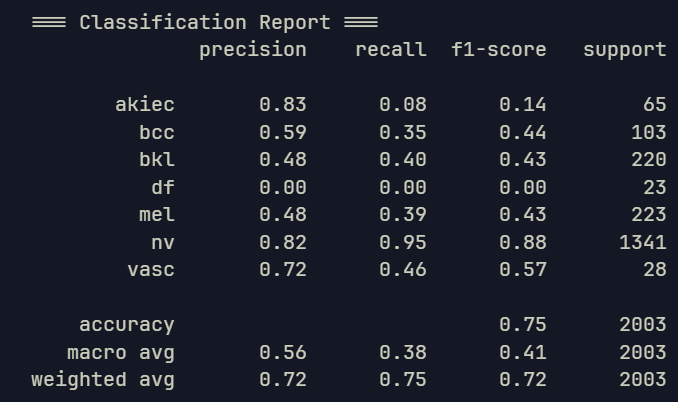 === Classification Report ===
precision recall f1-score support
akiec 0.83 0.08 0.14 65
bcc 0.59 0.35 0.44 103
bkl 0.48 0.40 0.43 220
df 0.00 0.00 0.00 23
mel 0.48 0.39 0.43 223
nv 0.82 0.95 0.88 1341
vasc 0.72 0.46 0.57 28
accuracy 0.75 2003
macro avg 0.56 0.38 0.41 2003
weighted avg 0.72 0.75 0.72 2003